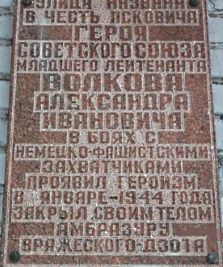 УЛИЦА НАЗВАНА
В ЧЕСТЬ ПСКОВИЧА
ГЕРОЯ
СОВЕТСКОГО СОЮЗА
МЛАДШЕГО ЛЕЙТЕНАНТА
ВОЛКОВА
АЛЕКСАНДРА
ИВАНОВИЧА
В БОЯХ С
НЕМЕЦКО-ФАШИСТСКИМИ
ЗАХВАТЧИКАМИ
ПРОЯВИЛ ГЕРОИЗМ
В ЯНВАРЕ-1944 ГОДА
ЗАКРЫЛ СВОИМ ТЕЛОМ
АМБРАЗУРУ
ВРАЖЕСКОГО-ДЗОТА